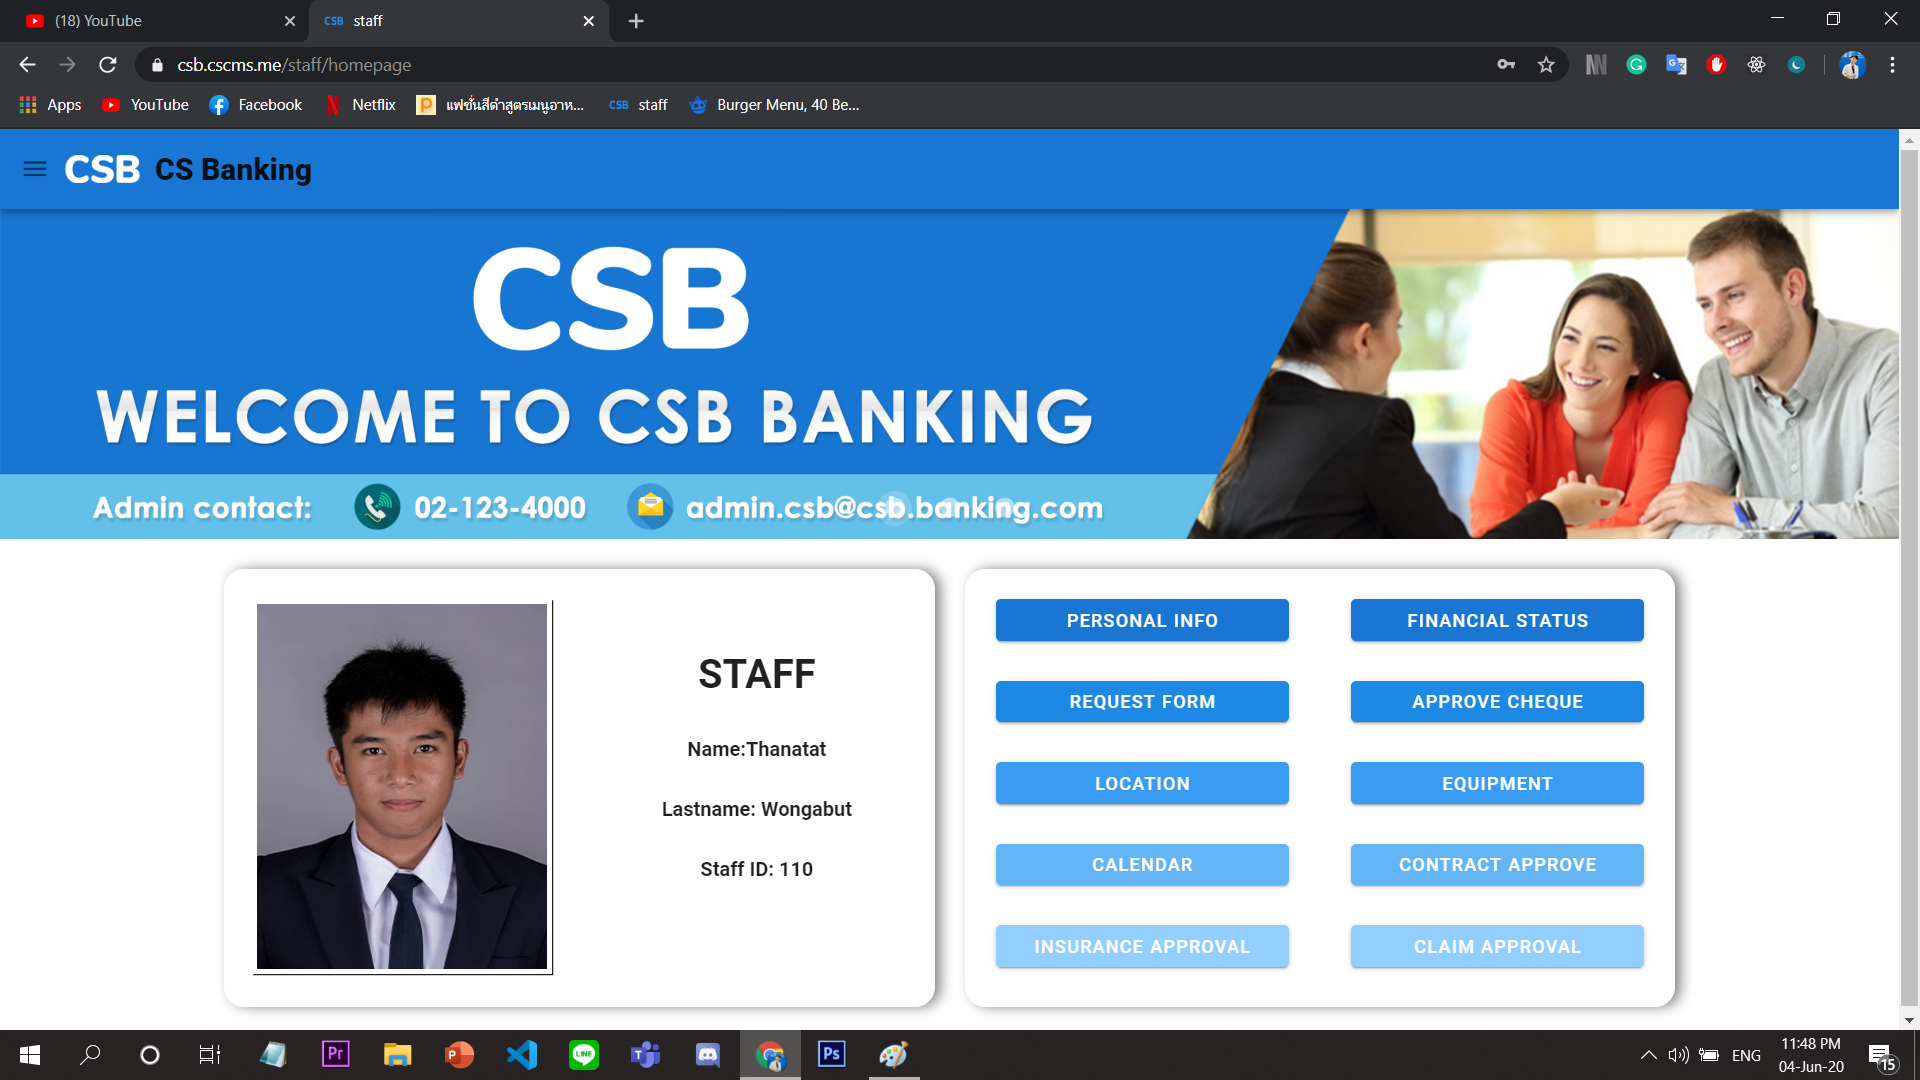 (18) YouTube
CSB staff
csb.cscms.me/staff/homepage
Apps YouTube Facebook Netflix แฟชั่นสีดำสูตรเมนูอาห... CSB staff Burger Menu, 40 Be...
CSB CS Banking
CSB
WELCOME TO CSB BANKING
Admin contact: 02-123-4000 admin.csb@csb.banking.com
STAFF
Name:Thanatat
Lastname: Wongabut
Staff ID: 110
PERSONAL INFO FINANCIAL STATUS
REQUEST FORM APPROVE CHEQUE
LOCATION EQUIPMENT
CALENDAR CONTRACT APPROVE
INSURANCE APPROVAL CLAIM APPROVAL
Pr P LINE T Ps ENG
11:48 PM
04-Jun-20
15